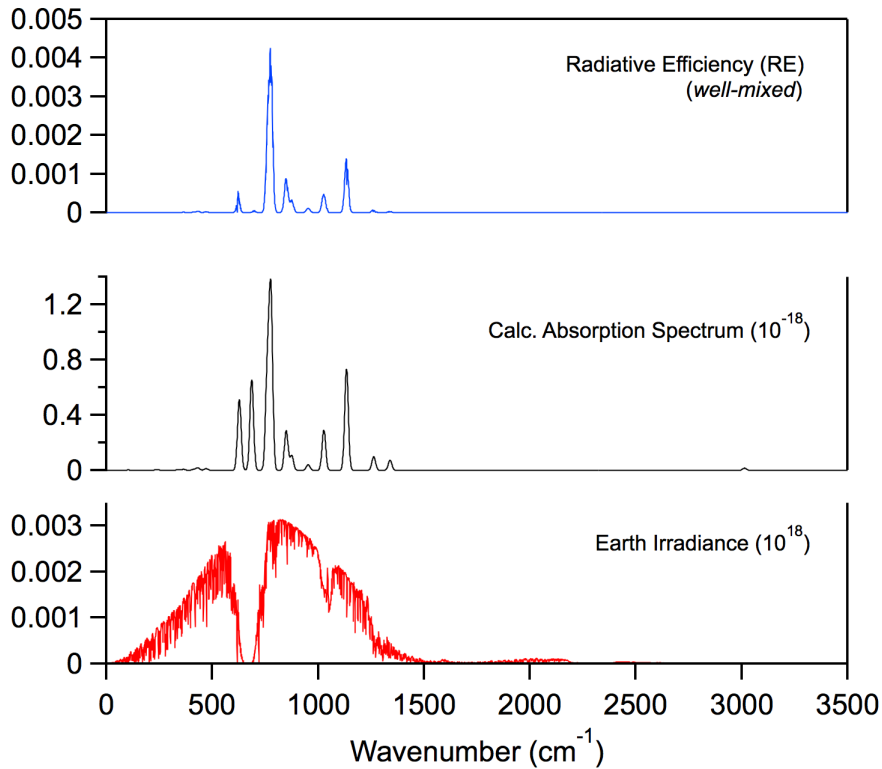 0.005
0.004
0.003
0.002
0.001
0
Radiative Efficiency (RE)
(well-mixed)
1.2
0.8
0.4
0
Calc. Absorption Spectrum (10⁻¹⁸)
0.003
0.002
0.001
0
Earth Irradiance (10¹⁸)
0 500 1000 1500 2000 2500 3000 3500
Wavenumber (cm⁻¹)